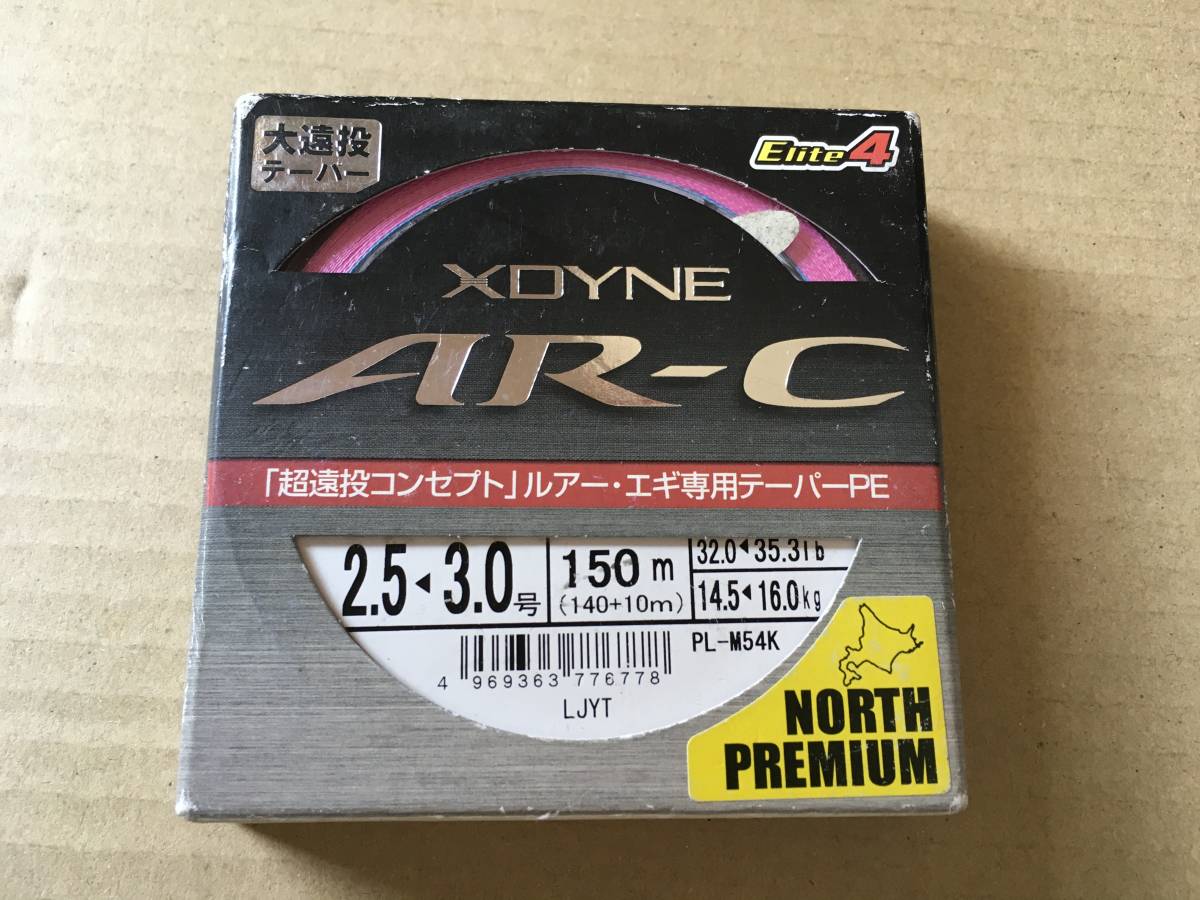 大遠投
テーパー
Elite4
XDYNE
AR-C
「超遠投コンセプト」ルアー・エギ専用テーパーPE
2.5◀3.0号
150m
(140+10m)
32.0◀35.3lb
14.5◀16.0kg
PL-M54K
4 969363 776778
LJYT
NORTH
PREMIUM